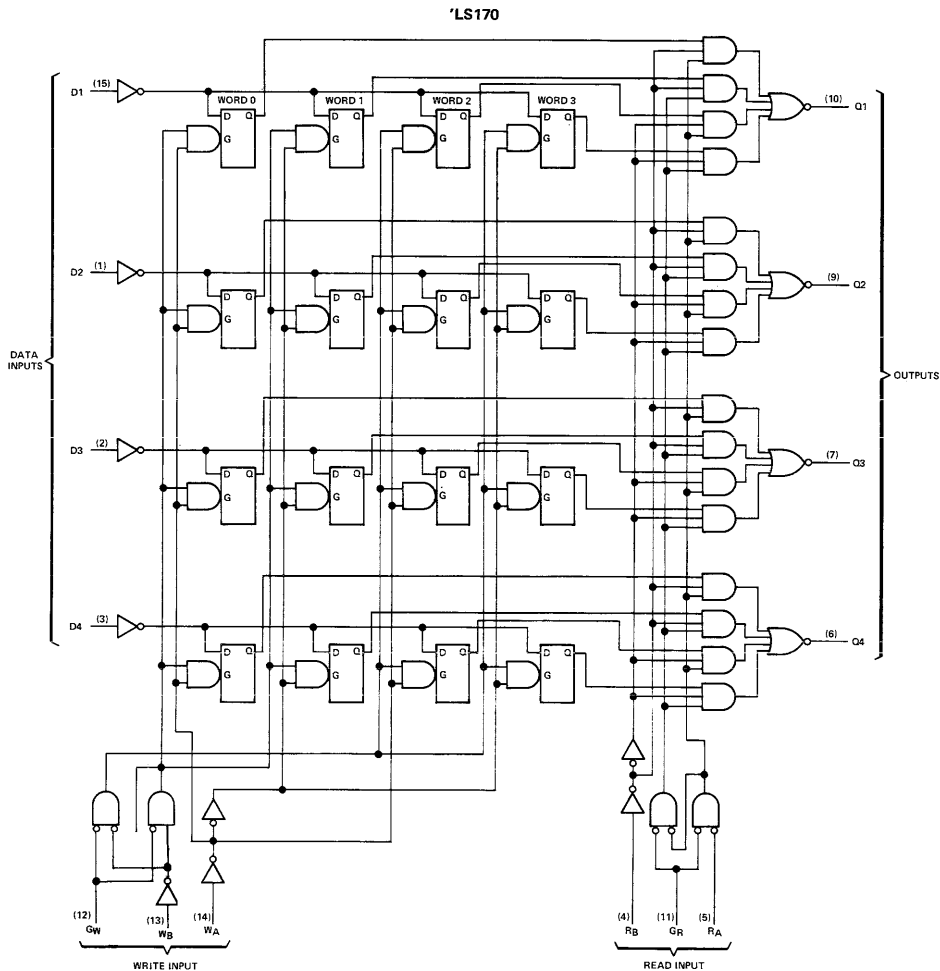 'LS170
D1 (15) WORD 0 WORD 1 WORD 2 WORD 3 (10) Q1
D Q D Q D Q D Q
G G G G
D2 (1) (9) Q2
D Q D Q D Q D Q
G G G G
DATA INPUTS OUTPUTS
D3 (2) (7) Q3
D Q D Q D Q D Q
G G G G
D4 (3) (6) Q4
D Q D Q D Q D Q
G G G G
(12) (13) (14) (4) (11) (5)
GW WB WA RB GR RA
WRITE INPUT READ INPUT